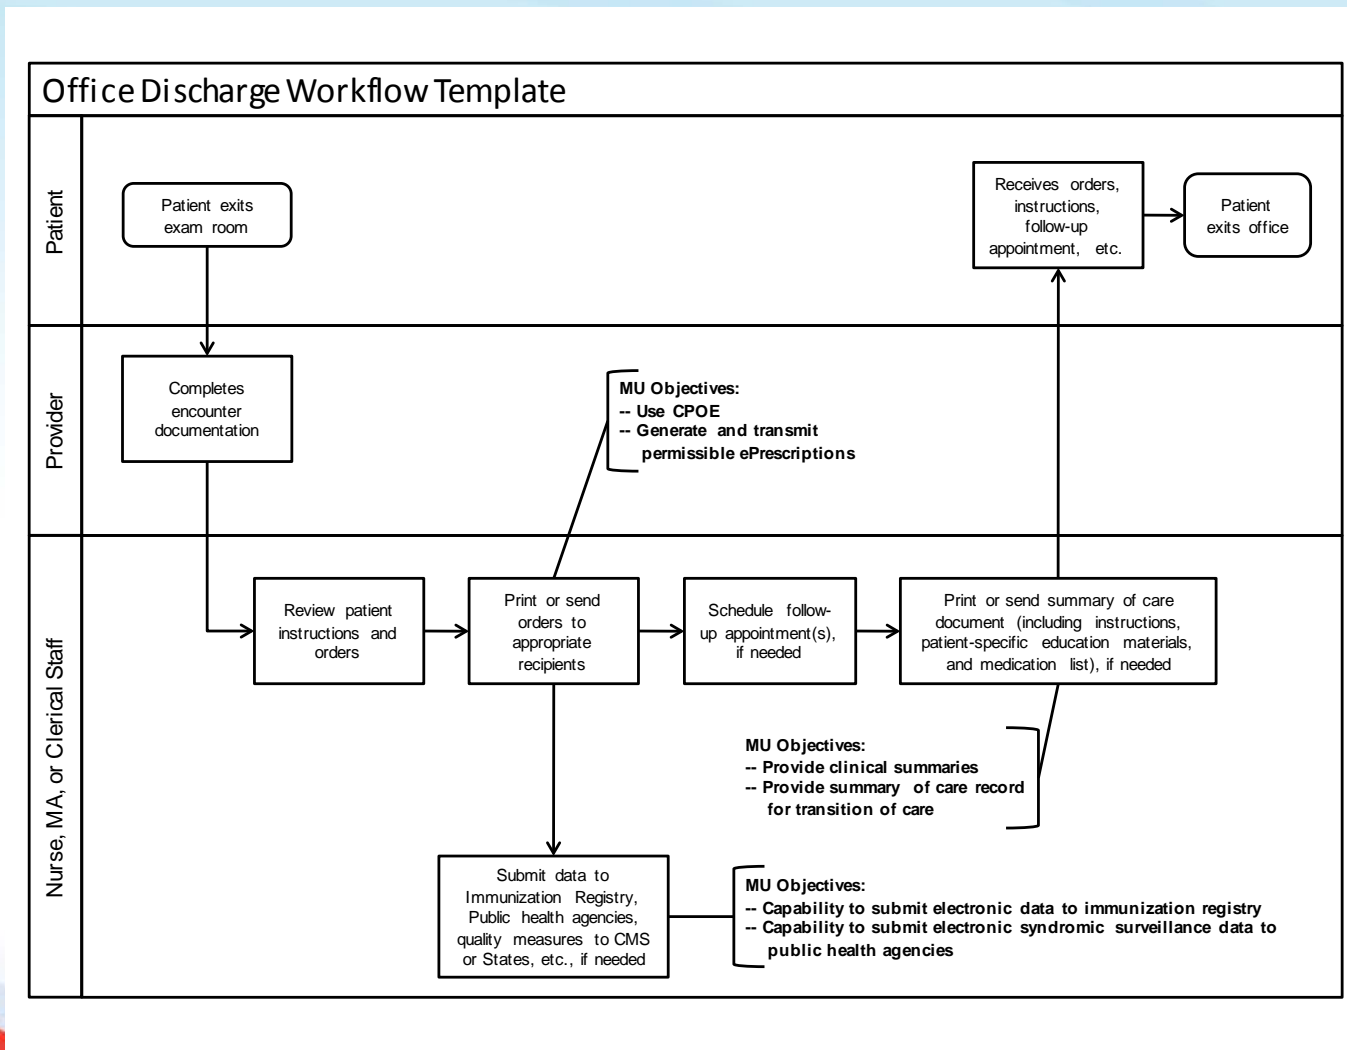 Office Discharge Workflow Template
Patient
Patient exits
exam room
Receives orders,
instructions,
follow-up
appointment, etc.
Patient
exits office
Provider
Completes
encounter
documentation
MU Objectives:
-- Use CPOE
-- Generate and transmit
permissible ePrescriptions
Nurse, MA, or Clerical Staff
Review patient
instructions and
orders
Print or send
orders to
appropriate
recipients
Schedule follow-
up appointment(s),
if needed
Print or send summary of care
document (including instructions,
patient-specific education materials,
and medication list), if needed
MU Objectives:
-- Provide clinical summaries
-- Provide summary of care record
for transition of care
Submit data to
Immunization Registry,
Public health agencies,
quality measures to CMS
or States, etc., if needed
MU Objectives:
-- Capability to submit electronic data to immunization registry
-- Capability to submit electronic syndromic surveillance data to
public health agencies